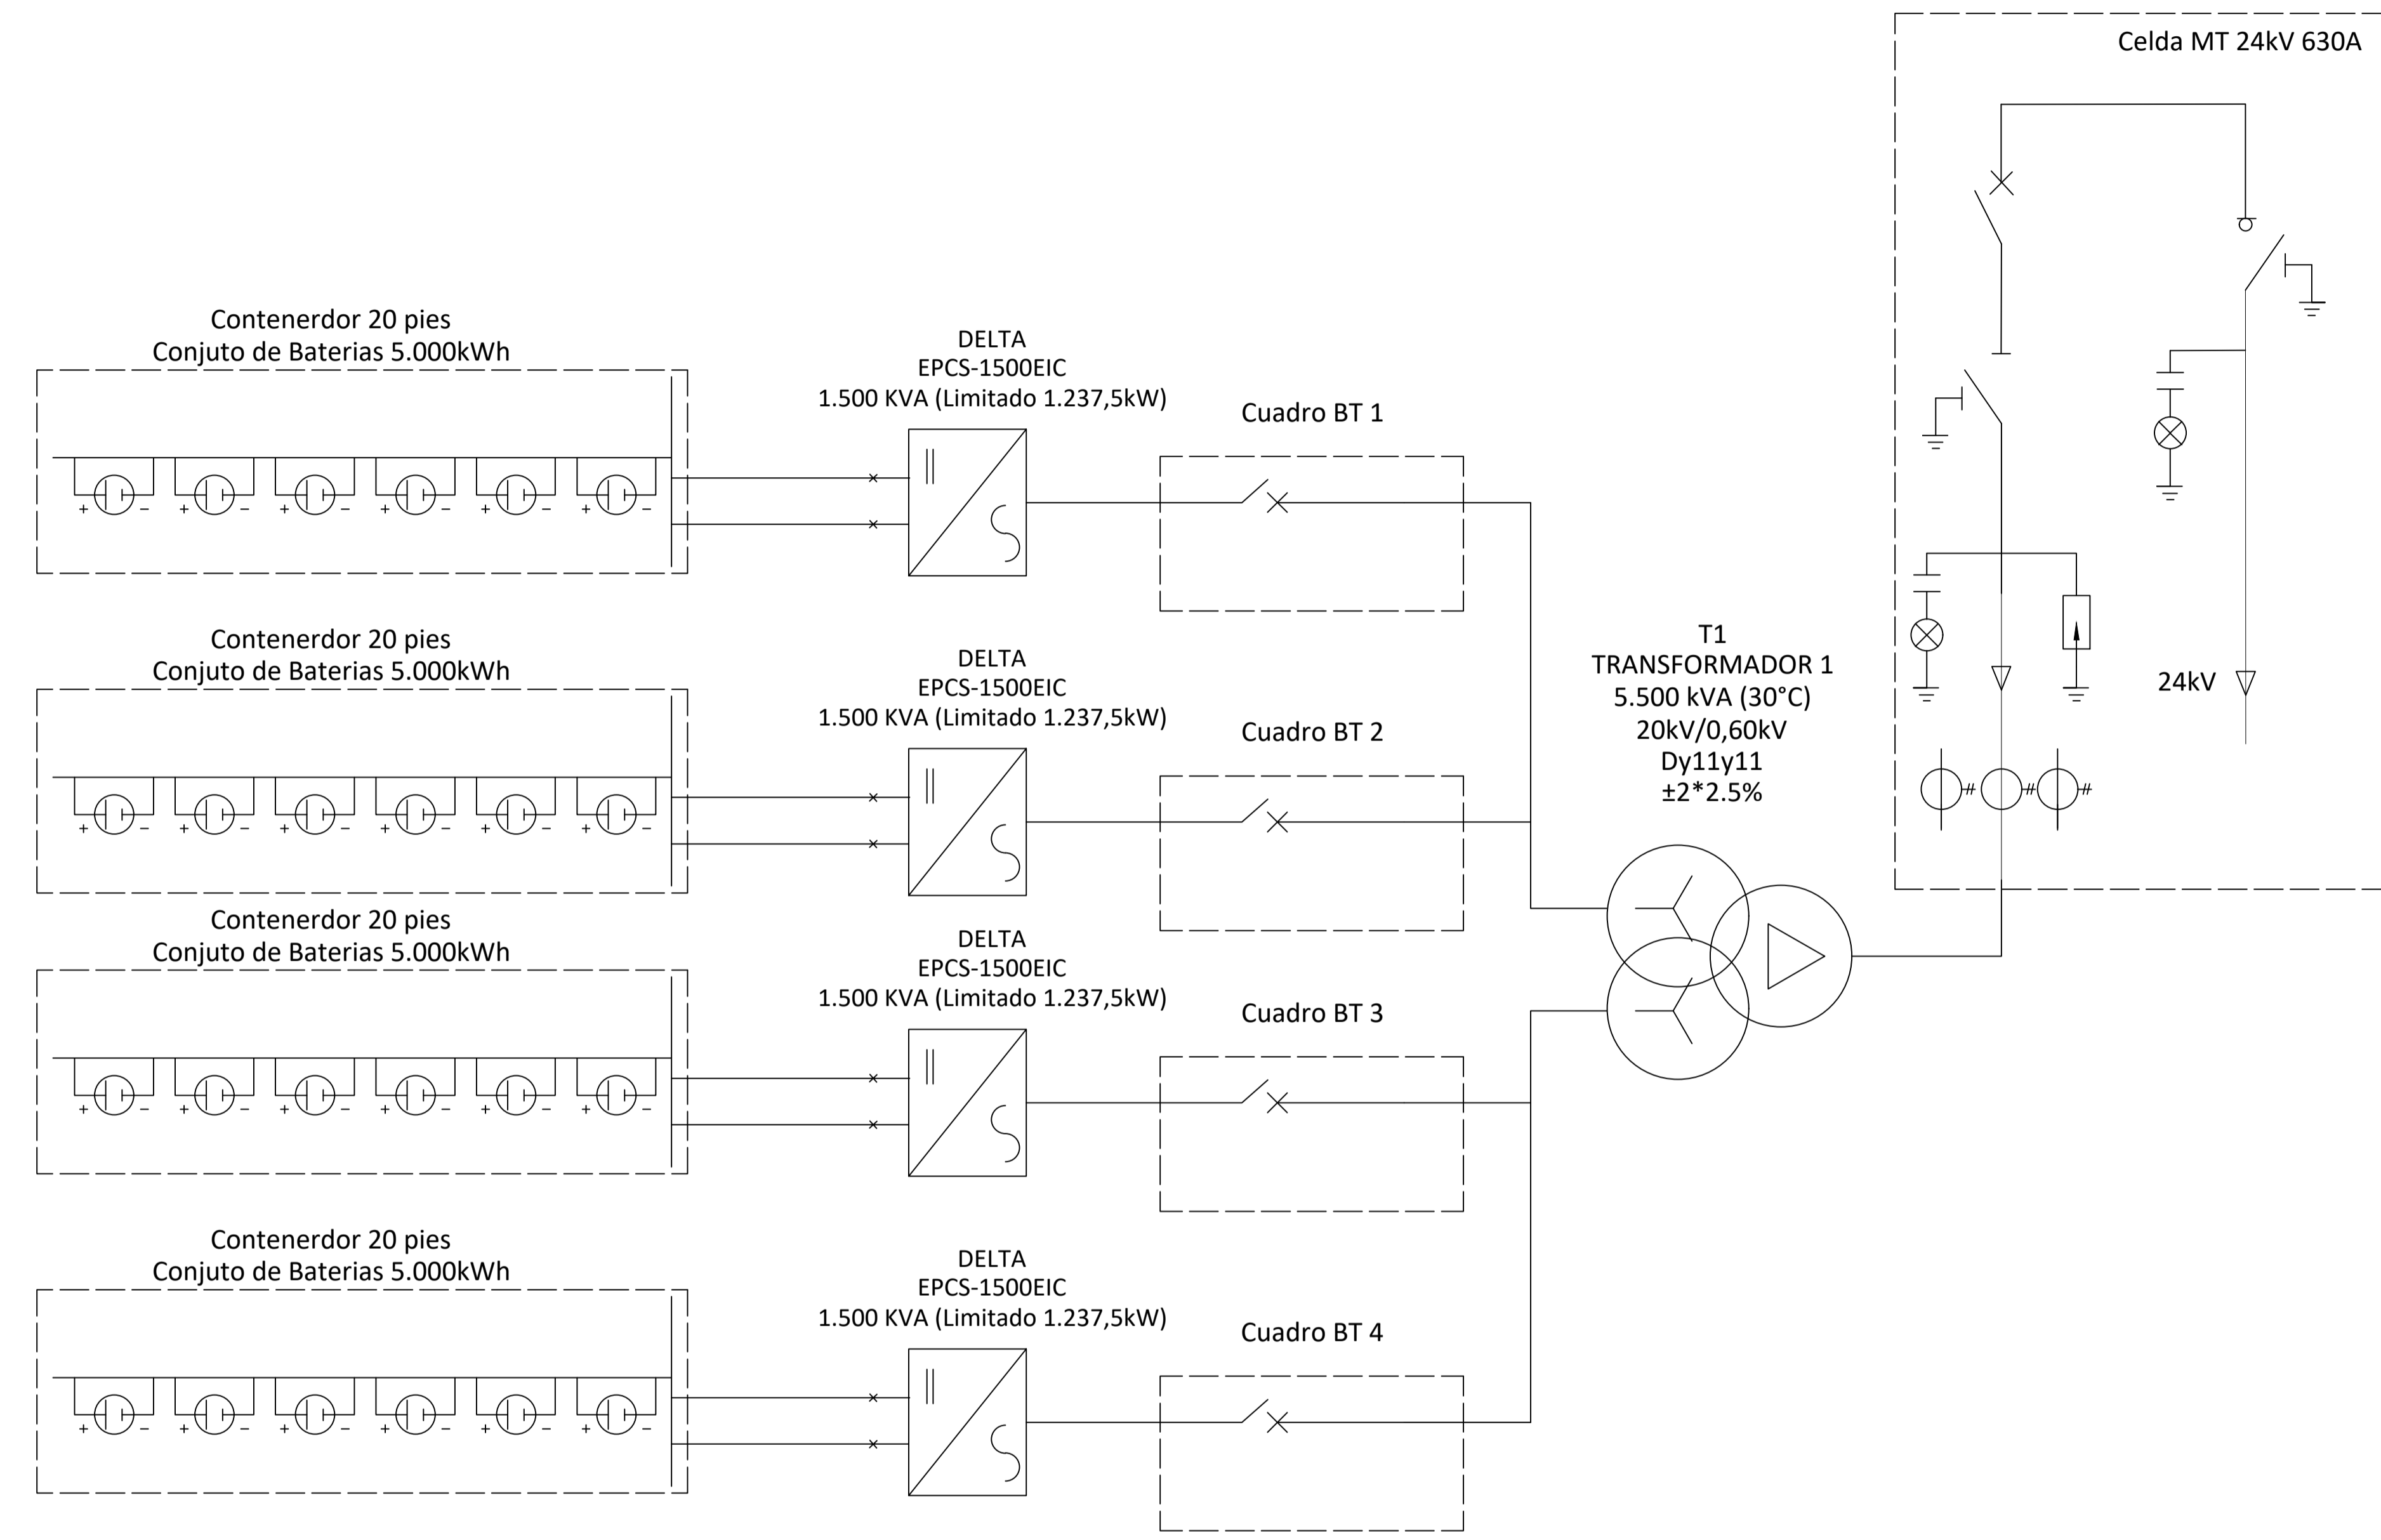 Celda MT 24kV 630A
Contenerdor 20 pies
Conjuto de Baterias 5.000kWh
+ - + - + - + - + - + -
DELTA
EPCS-1500EIC
1.500 KVA (Limitado 1.237,5kW)
Cuadro BT 1
Contenerdor 20 pies
Conjuto de Baterias 5.000kWh
+ - + - + - + - + - + -
DELTA
EPCS-1500EIC
1.500 KVA (Limitado 1.237,5kW)
Cuadro BT 2
T1
TRANSFORMADOR 1
5.500 kVA (30°C)
20kV/0,60kV
Dy11y11
±2*2.5%
24kV
Contenerdor 20 pies
Conjuto de Baterias 5.000kWh
+ - + - + - + - + - + -
DELTA
EPCS-1500EIC
1.500 KVA (Limitado 1.237,5kW)
Cuadro BT 3
Contenerdor 20 pies
Conjuto de Baterias 5.000kWh
+ - + - + - + - + - + -
DELTA
EPCS-1500EIC
1.500 KVA (Limitado 1.237,5kW)
Cuadro BT 4